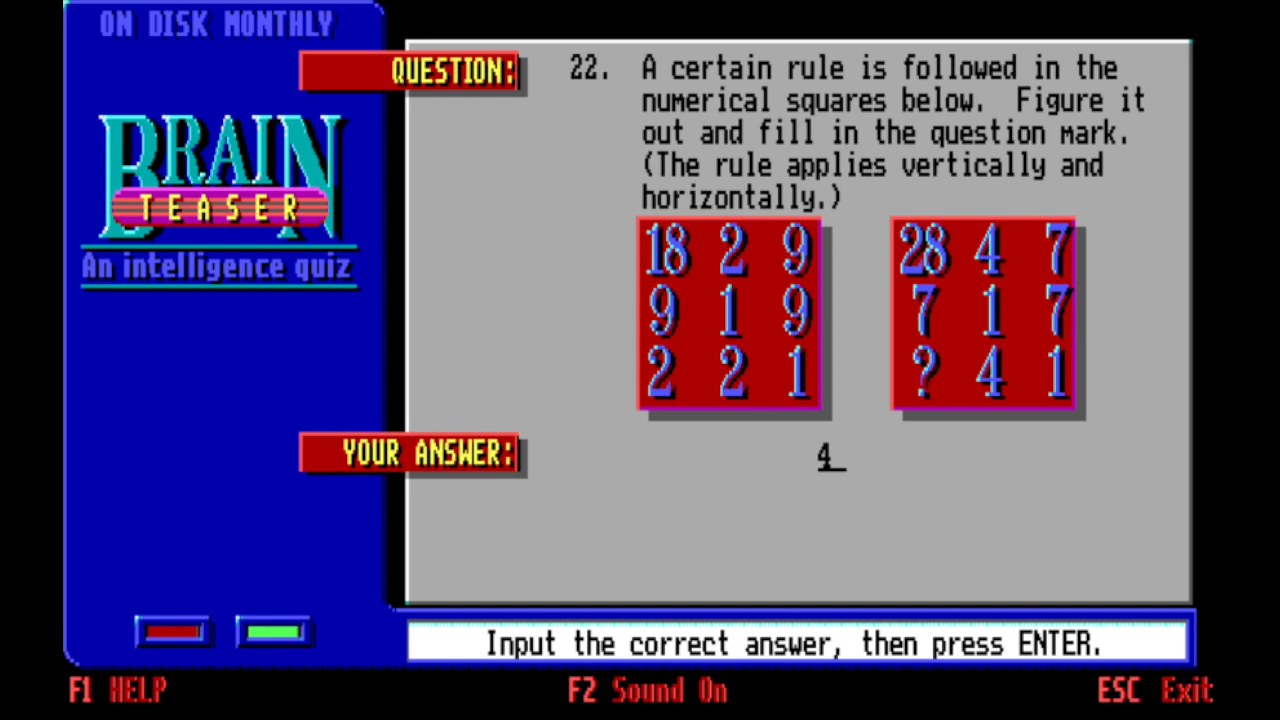 ON DISK MONTHLY
BRAIN
TEASER
An intelligence quiz
QUESTION:
22. A certain rule is followed in the
numerical squares below. Figure it
out and fill in the question mark.
(The rule applies vertically and
horizontally.)
18 2 9 28 4 7
9 1 9 7 1 7
2 2 1 ? 4 1
YOUR ANSWER:
4_
Input the correct answer, then press ENTER.
F1 HELP F2 Sound On ESC Exit